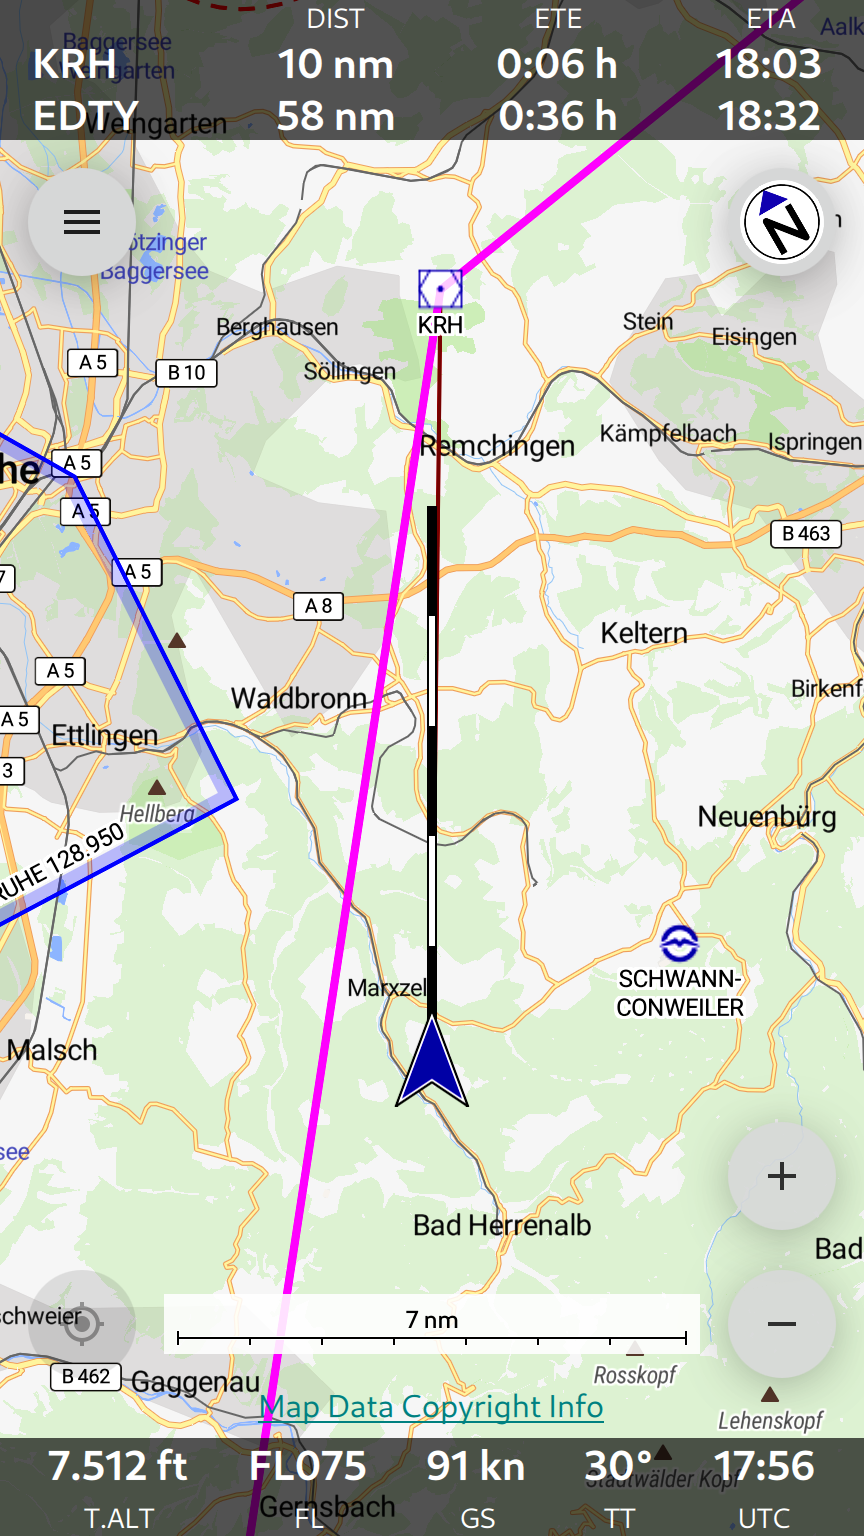 DIST ETE ETA
KRH 10 nm 0:06 h 18:03
EDTY 58 nm 0:36 h 18:32
Baggersee
Weingarten
Aalk
Weingarten
ötzinger
Baggersee
n
N
KRH
Berghausen
Stein
Eisingen
A 5
B 10
Söllingen
Remchingen
Kämpfelbach
Ispringen
he
A 5
A 5
B 463
A 5
7
A 8
Keltern
A 5
Birkenf
Waldbronn
A 5
Ettlingen
3
Hellberg
Neuenbürg
RUHE 128.950
SCHWANN-
CONWEILER
Marxzel
Malsch
see
Bad Herrenalb
Bad
schweier
7 nm
B 462
Gaggenau
Rosskopf
Map Data Copyright Info
Lehenskopf
7.512 ft FL075 91 kn 30° 17:56
Stadtwälder Kopf
Gernsbach
T.ALT FL GS TT UTC